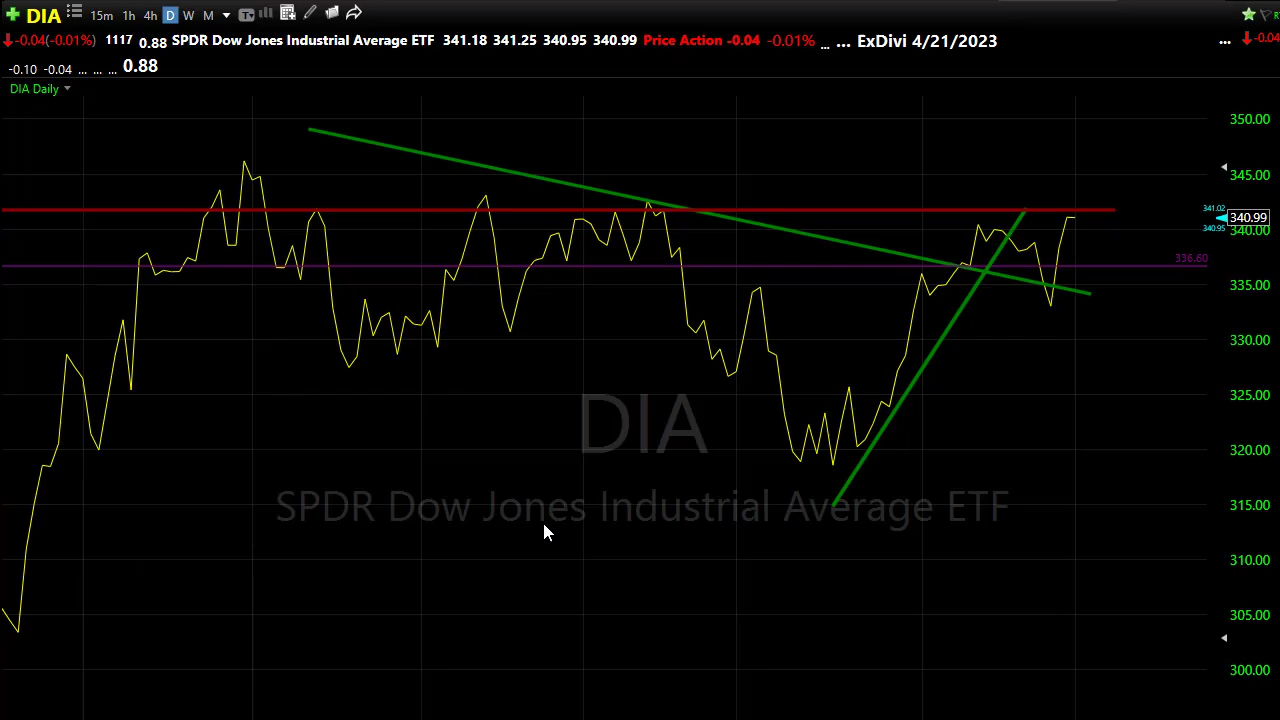 DIA 15m 1h 4h D W M T
-0.04(-0.01%) 1117 0.88 SPDR Dow Jones Industrial Average ETF 341.18 341.25 340.95 340.99 Price Action -0.04 -0.01% ... ... ExDivi 4/21/2023 ... -0.04
-0.10 -0.04 ... ... ... 0.88
DIA Daily
350.00
345.00
341.02
340.99
340.95
340.00
336.60
335.00
330.00
325.00
DIA
320.00
SPDR Dow Jones Industrial Average ETF
315.00
310.00
305.00
300.00